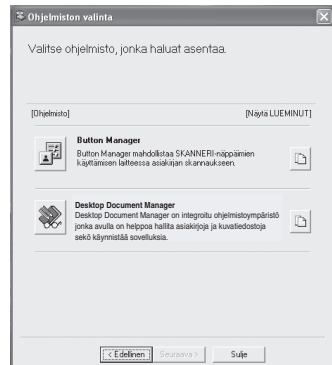 Ohjelmiston valinta
Valitse ohjelmisto, jonka haluat asentaa.
[Ohjelmisto] [Näytä LUEMINUT]
Button Manager
Button Manager mahdollistaa SKANNERI-näppäimien
käyttämisen laitteessa asiakirjan skannaukseen.
Desktop Document Manager
Desktop Document Manager on integroitu ohjelmistoympäristö
jonka avulla on helppoa hallita asiakirjoja ja kuvatiedostoja
sekö käynnistää sovelluksia.
< Edellinen Seuraava > Sulje